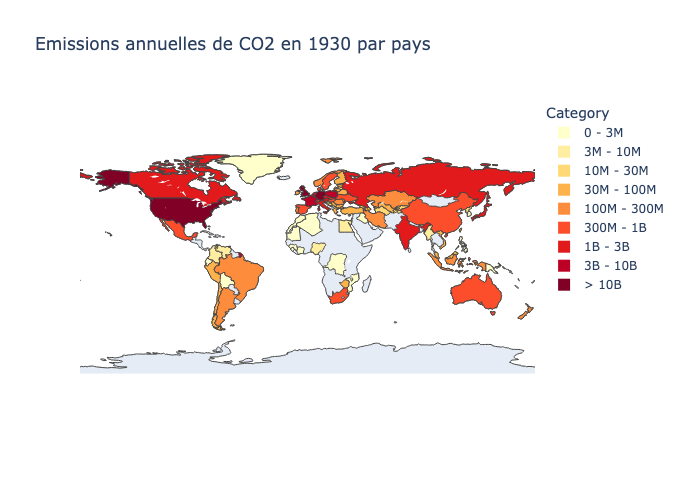 Emissions annuelles de CO2 en 1930 par pays
Category
0 - 3M
3M - 10M
10M - 30M
30M - 100M
100M - 300M
300M - 1B
1B - 3B
3B - 10B
> 10B